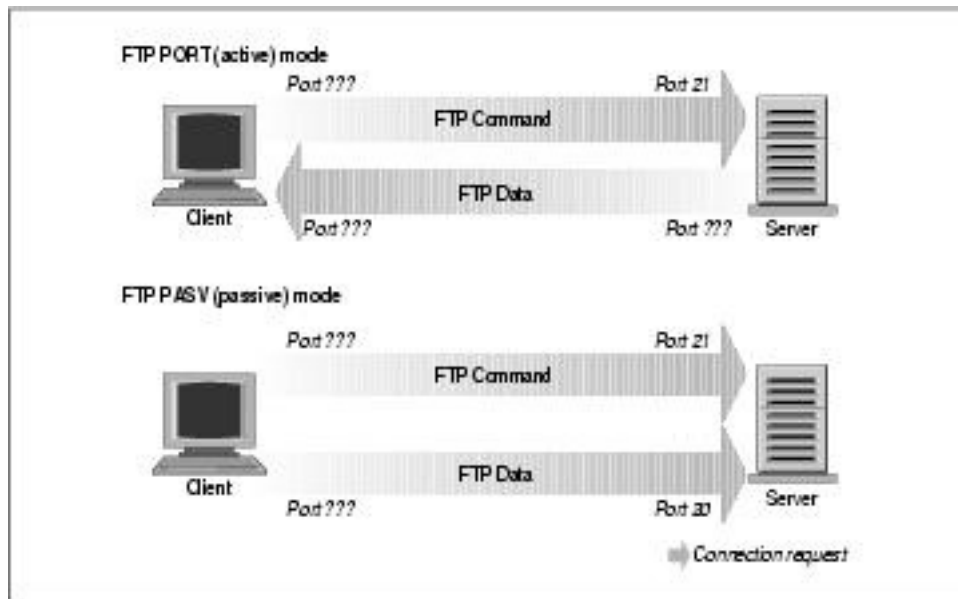 FTP PORT (active) mode
Port ??? Port 21
FTP Command
FTP Data
Client Port ??? Port ??? Server
FTP PASV (passive) mode
Port ??? Port 21
FTP Command
FTP Data
Client Server
Port ??? Port
Connection request